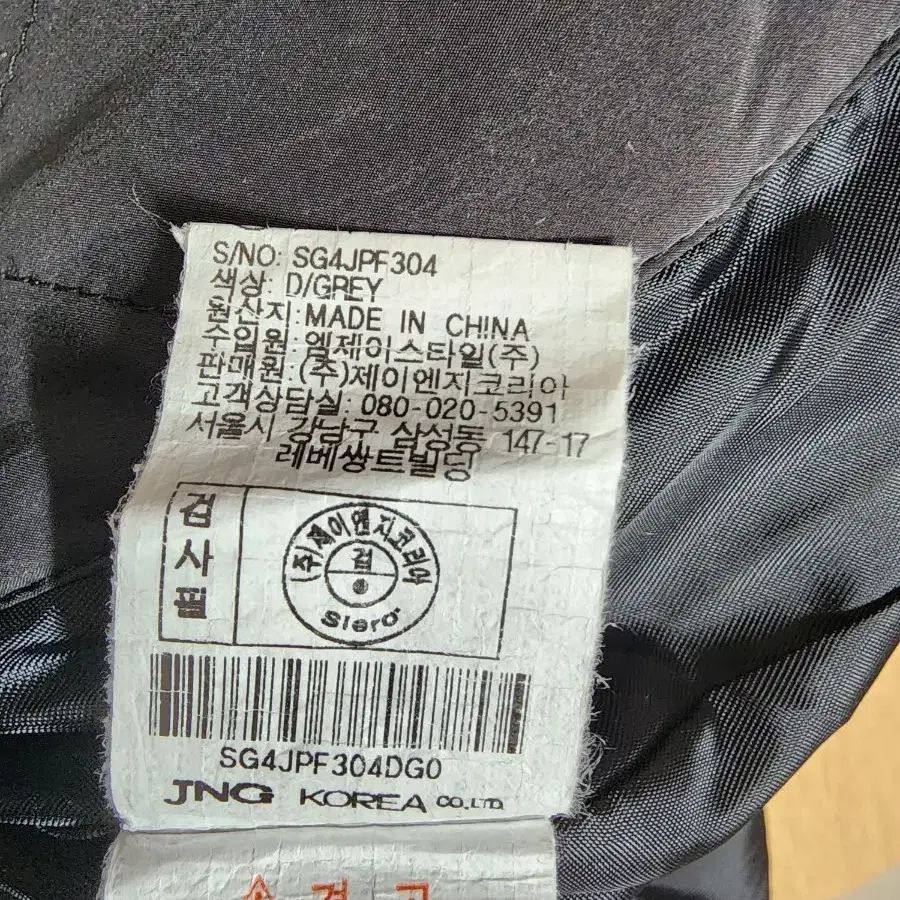 S/NO: SG4JPF304
색상: D/GREY
원산지:MADE IN CHINA
수입원:엘제이스타일(주)
판매원:(주)제이엔지코리아
고객상담실: 080-020-5391
서울시 강남구 삼성동 147-17
레베쌍트빌딩
검사필
(주)제이엔지코리아
검
Siero
SG4JPF304DG0
JNG KOREA CO.,LTD.
경고